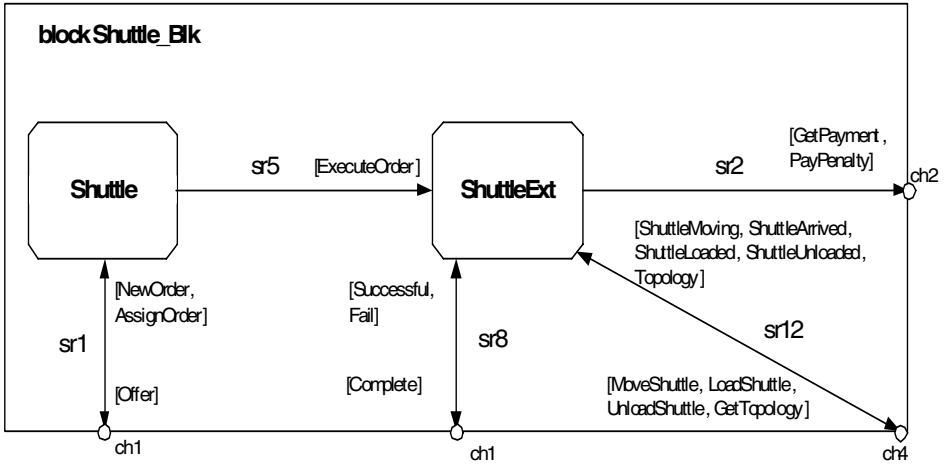 block Shuttle_Blk
[GetPayment ,
PayPenalty]
sr5
[ExecuteOrder]
sr2
Shuttle
ShuttleExt
ch2
[ShuttleMoving, ShuttleArrived,
ShuttleLoaded, ShuttleUnloaded,
Topology]
[NewOrder,
AssignOrder]
[Successful,
Fail]
sr1
sr8
sr12
[Offer]
[Complete]
[MoveShuttle, LoadShuttle,
UnloadShuttle, GetTopology]
ch1
ch1
ch4